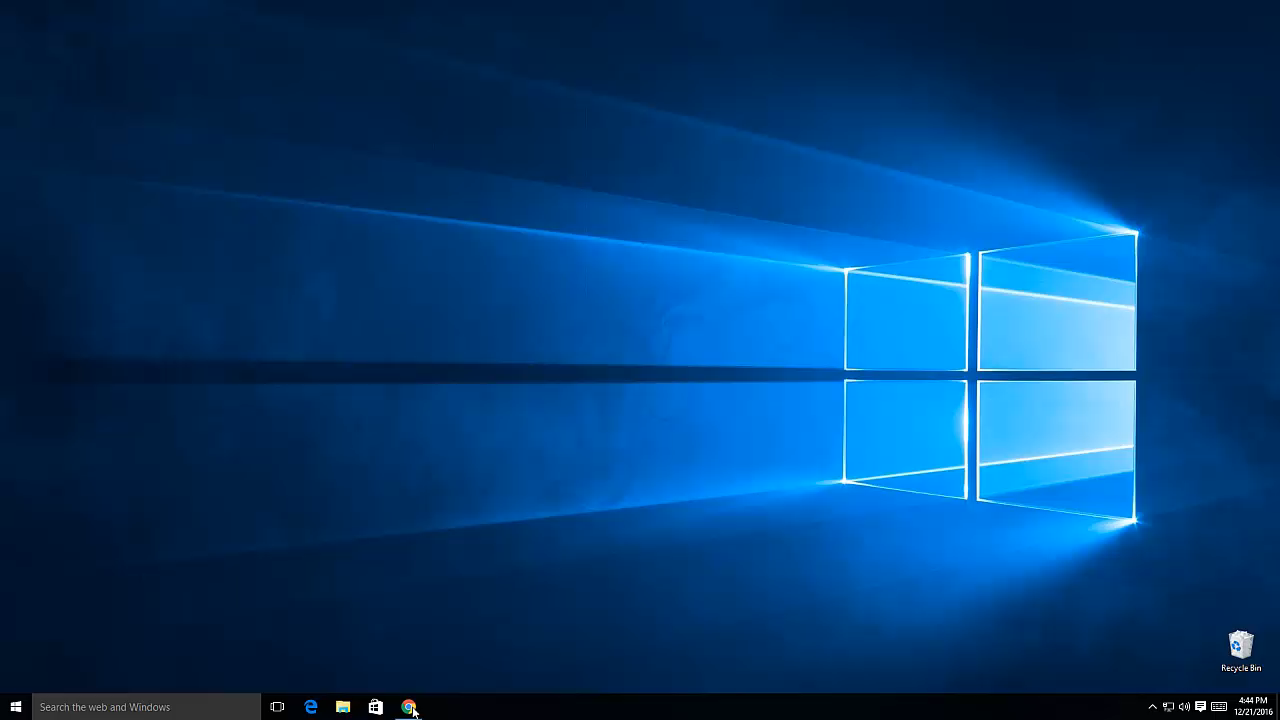 Recycle Bin
Search the web and Windows
4:44 PM
12/21/2016